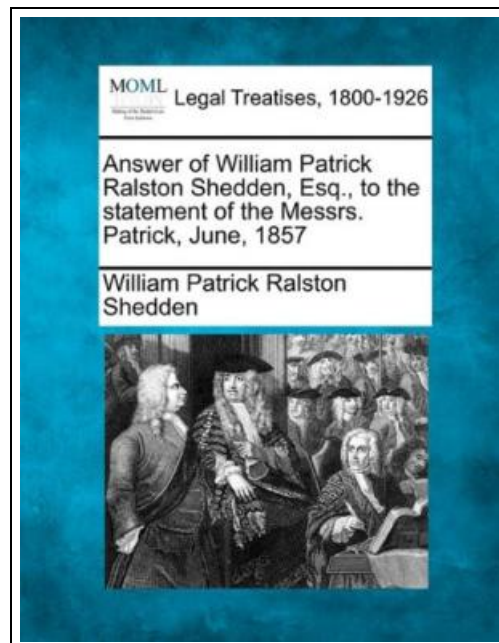 MOML
Legal Treatises, 1800-1926
Answer of William Patrick
Ralston Shedden, Esq., to the
statement of the Messrs.
Patrick, June, 1857
William Patrick Ralston
Shedden